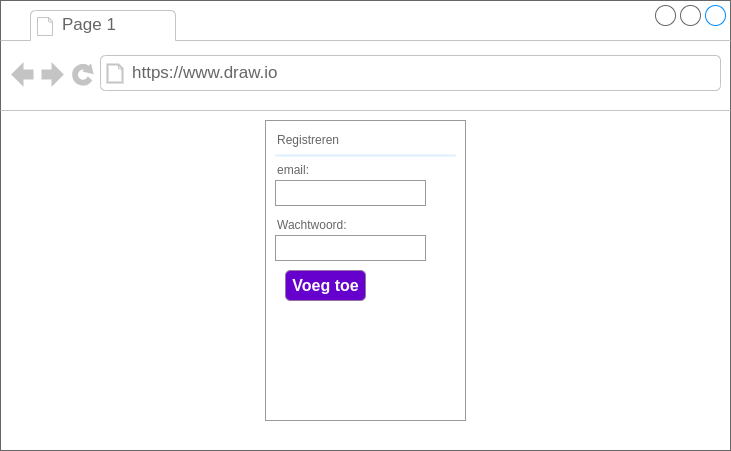 Page 1
https://www.draw.io
Registreren
email:
Wachtwoord:
Voeg toe